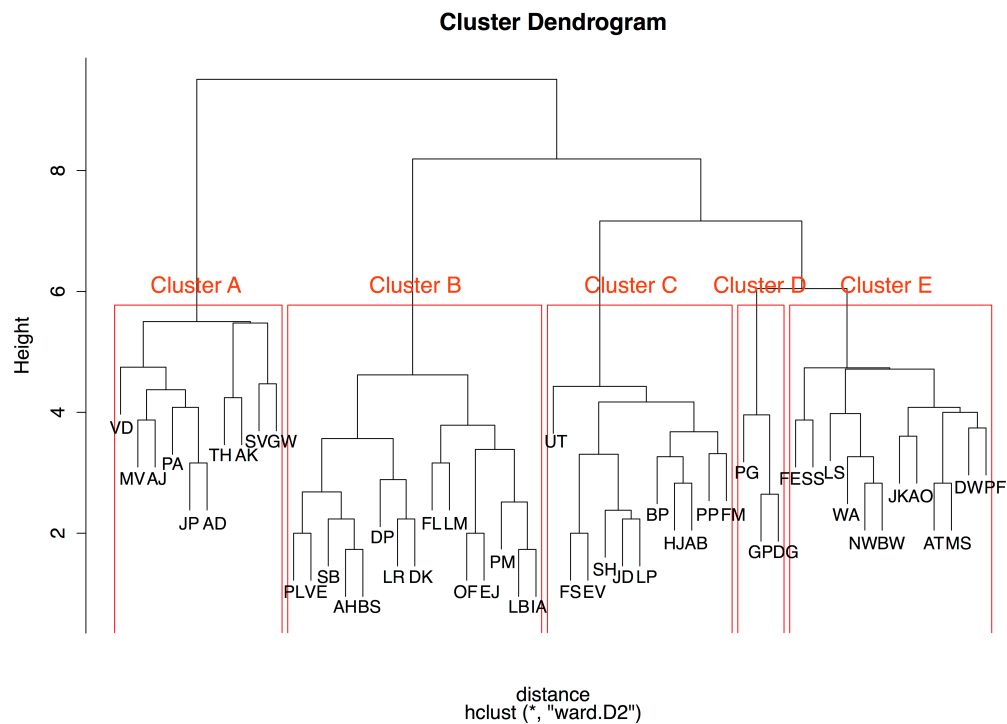 Cluster Dendrogram
Height
8
6
4
2
Cluster A Cluster B Cluster C Cluster D Cluster E
VD
MV AJ
PA
JP AD
TH AK
SV GW
PL VE
SB
AH BS
DP
LR DK
FL LM
OF EJ
PM
LB IA
UT
FS EV
SH
JD LP
BP
HJ AB
PP FM
PG
GP DG
FE SS
LS
WA
NW BW
JK AO
AT MS
DW PF
distance
hclust (*, "ward.D2")